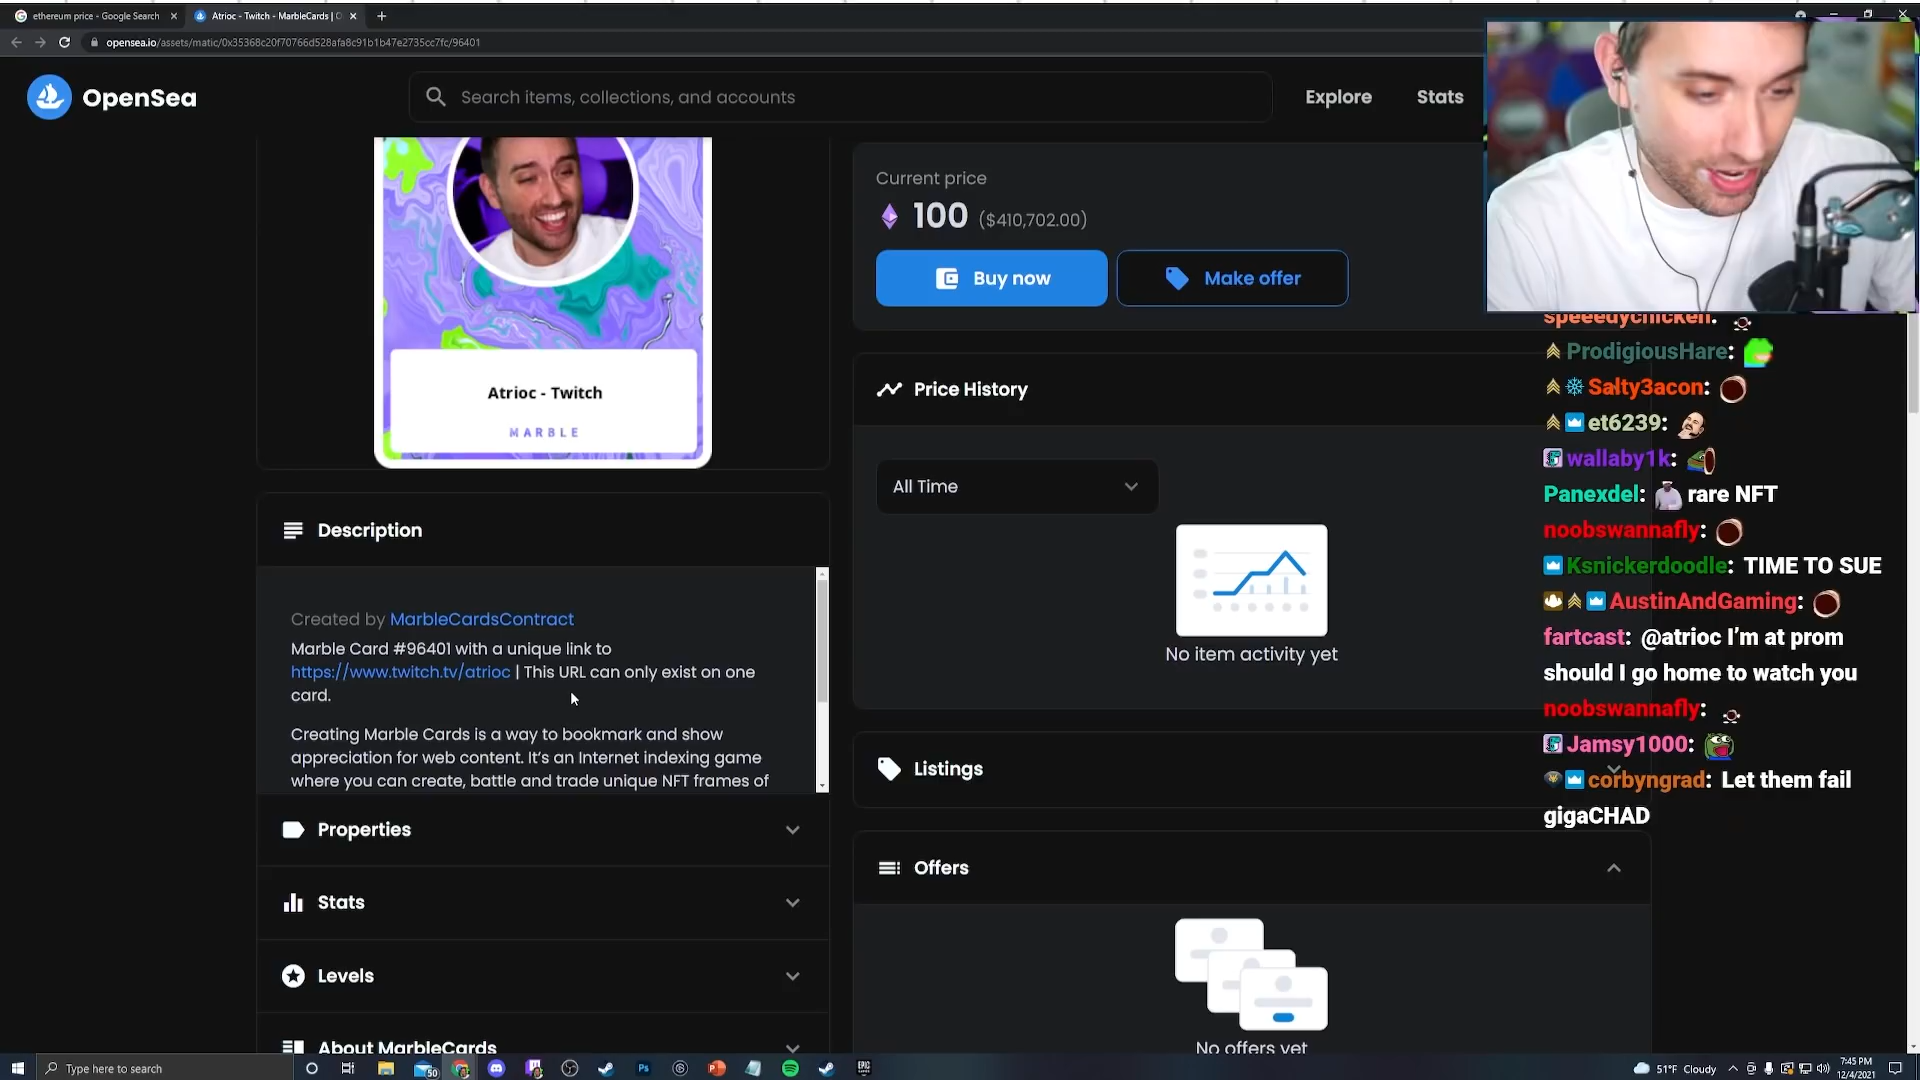 ethereum price - Google Search
Atrioc - Twitch - MarbleCards | O
opensea.io/assets/matic/0x35368c20f70766d528afa8c91b1b47e2735cc7fc/96401
OpenSea
Search items, collections, and accounts
Explore
Stats
Atrioc - Twitch
MARBLE
Current price
100 ($410,702.00)
Buy now
Make offer
Price History
All Time
No item activity yet
Listings
Offers
No offers yet
Description
Created by MarbleCardsContract
Marble Card #96401 with a unique link to
https://www.twitch.tv/atrioc | This URL can only exist on one
card.
Creating Marble Cards is a way to bookmark and show
appreciation for web content. It's an Internet indexing game
where you can create, battle and trade unique NFT frames of
Properties
Stats
Levels
About MarbleCards
speeedychicken:
ProdigiousHare:
Salty3acon:
et6239:
wallaby1k:
Panexdel: rare NFT
noobswannafly:
Ksnickerdoodle: TIME TO SUE
AustinAndGaming:
fartcast: @atrioc I'm at prom
should I go home to watch you
noobswannafly:
Jamsy1000:
corbyngrad: Let them fail
gigaCHAD
Type here to search
50
Ps
EPIC
51°F Cloudy
7:45 PM
12/4/2021